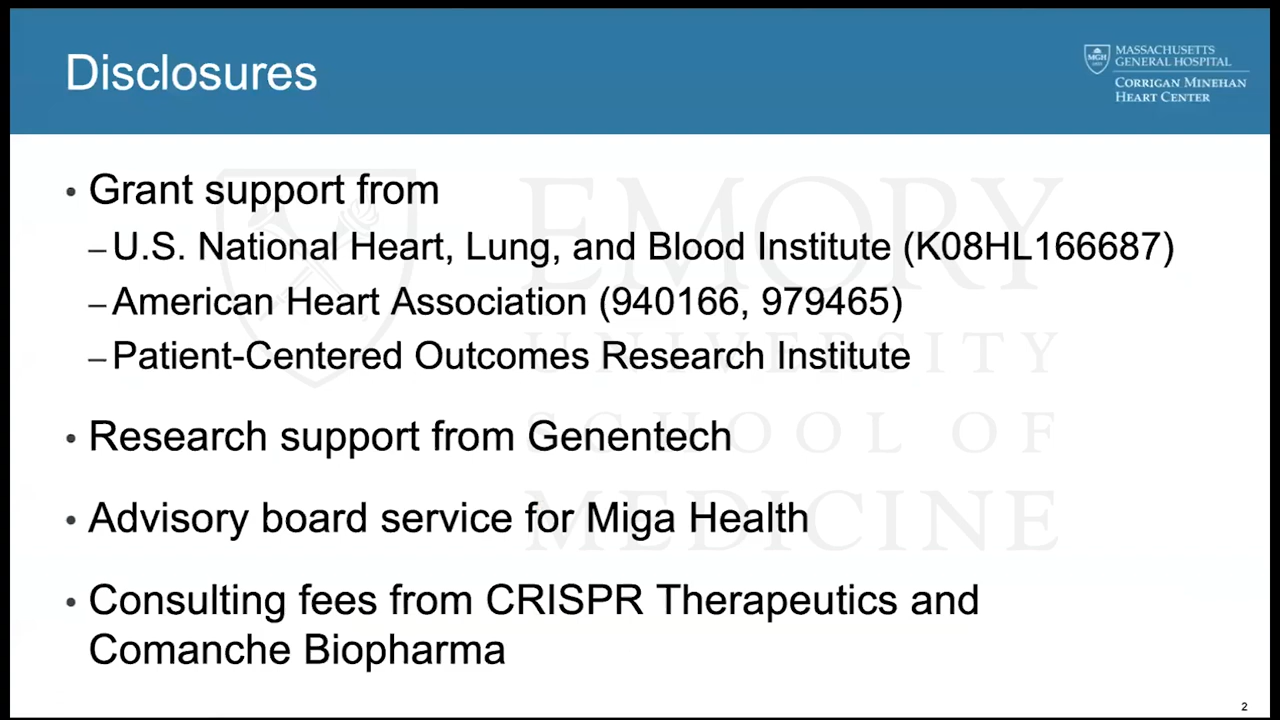 Disclosures
MASSACHUSETTS
GENERAL HOSPITAL
CORRIGAN MINEHAN
HEART CENTER
MGH
• Grant support from
– U.S. National Heart, Lung, and Blood Institute (K08HL166687)
– American Heart Association (940166, 979465)
– Patient-Centered Outcomes Research Institute
• Research support from Genentech
• Advisory board service for Miga Health
• Consulting fees from CRISPR Therapeutics and
Comanche Biopharma
EMORY
UNIVERSITY
SCHOOL OF
MEDICINE
2